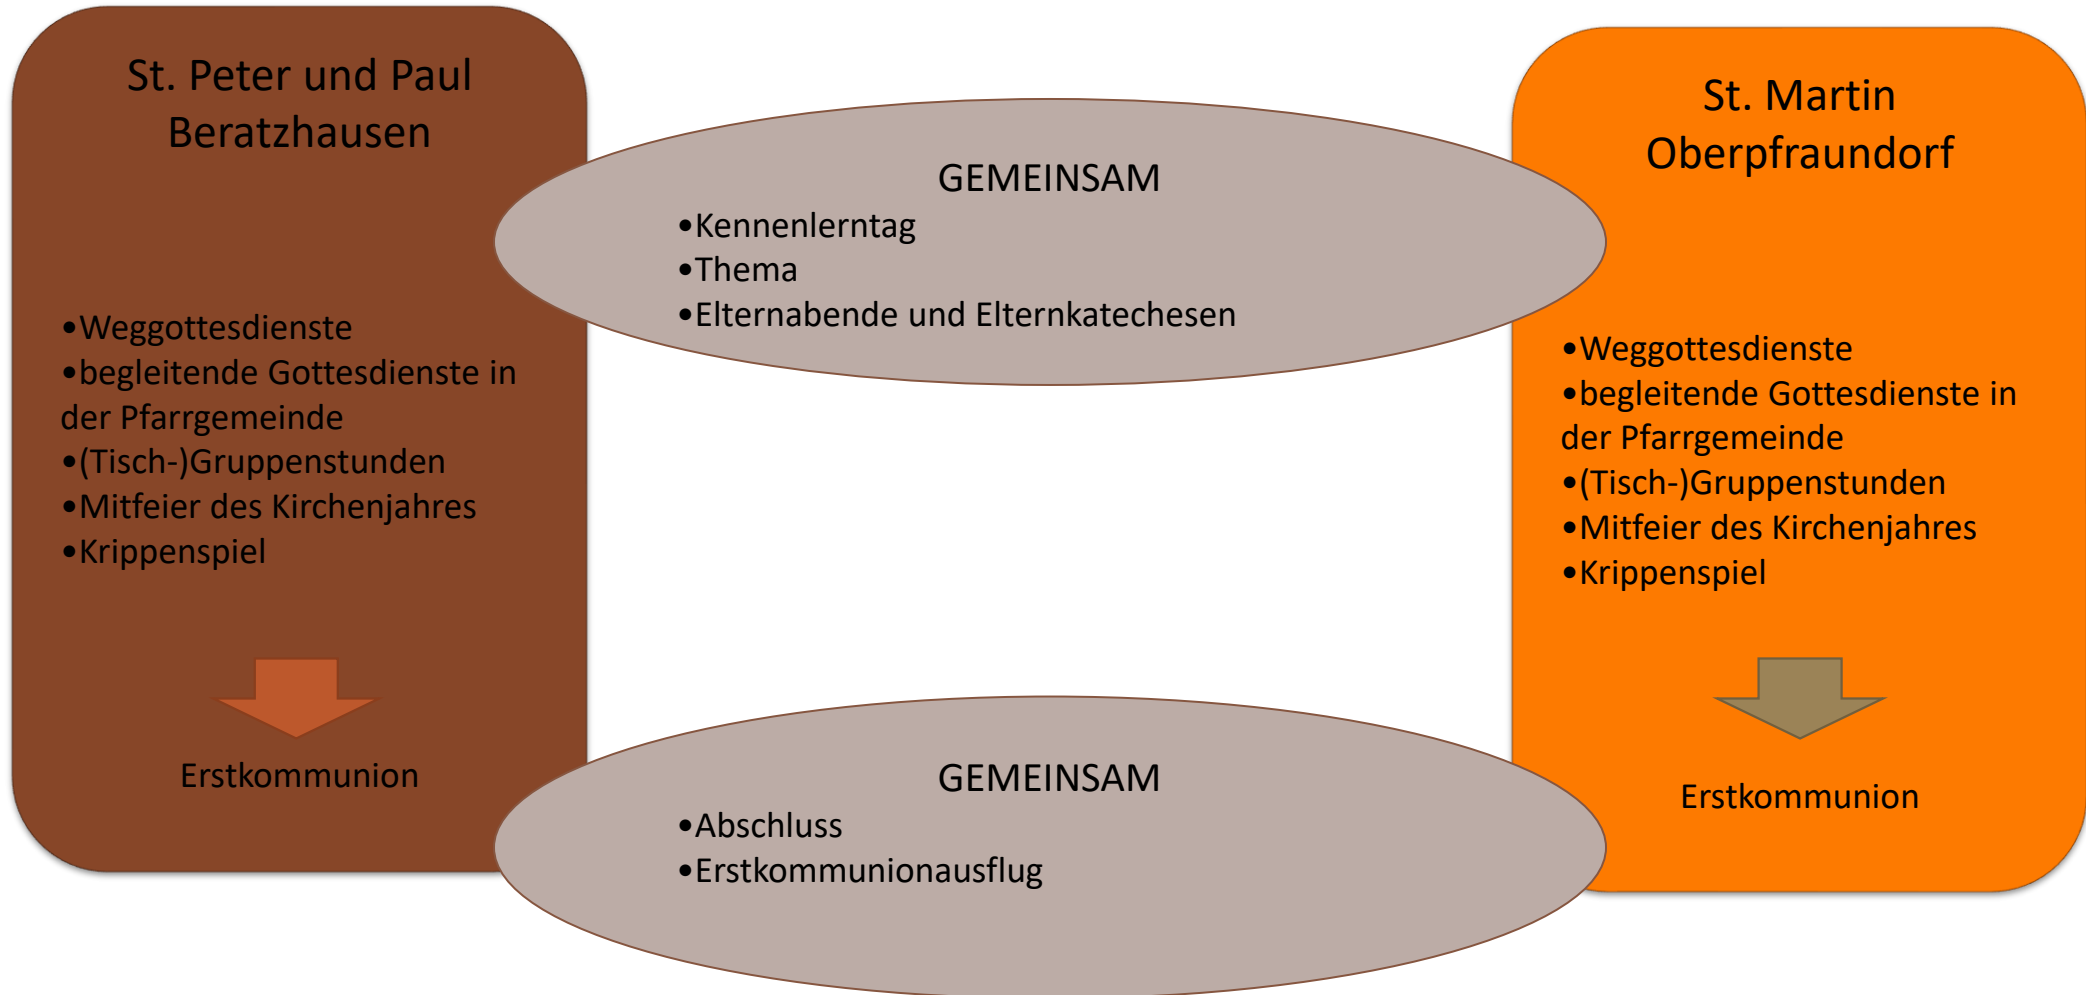 St. Peter und Paul
Beratzhausen
•Weggottesdienste
•begleitende Gottesdienste in
der Pfarrgemeinde
•(Tisch-)Gruppenstunden
•Mitfeier des Kirchenjahres
•Krippenspiel
Erstkommunion
GEMEINSAM
•Kennenlerntag
•Thema
•Elternabende und Elternkatechesen
GEMEINSAM
•Abschluss
•Erstkommunionausflug
St. Martin
Oberpfraundorf
•Weggottesdienste
•begleitende Gottesdienste in
der Pfarrgemeinde
•(Tisch-)Gruppenstunden
•Mitfeier des Kirchenjahres
•Krippenspiel
Erstkommunion